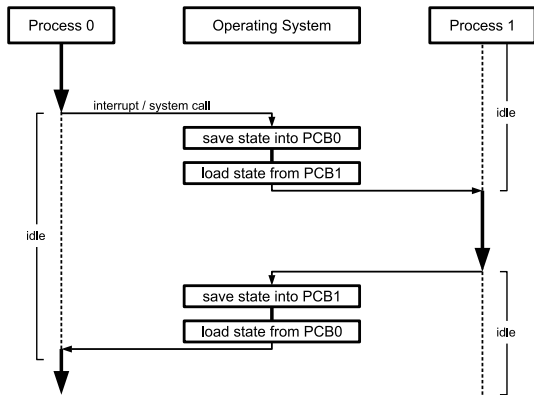 Process 0
Operating System
Process 1
interrupt / system call
idle
save state into PCB0
load state from PCB1
idle
save state into PCB1
idle
load state from PCB0